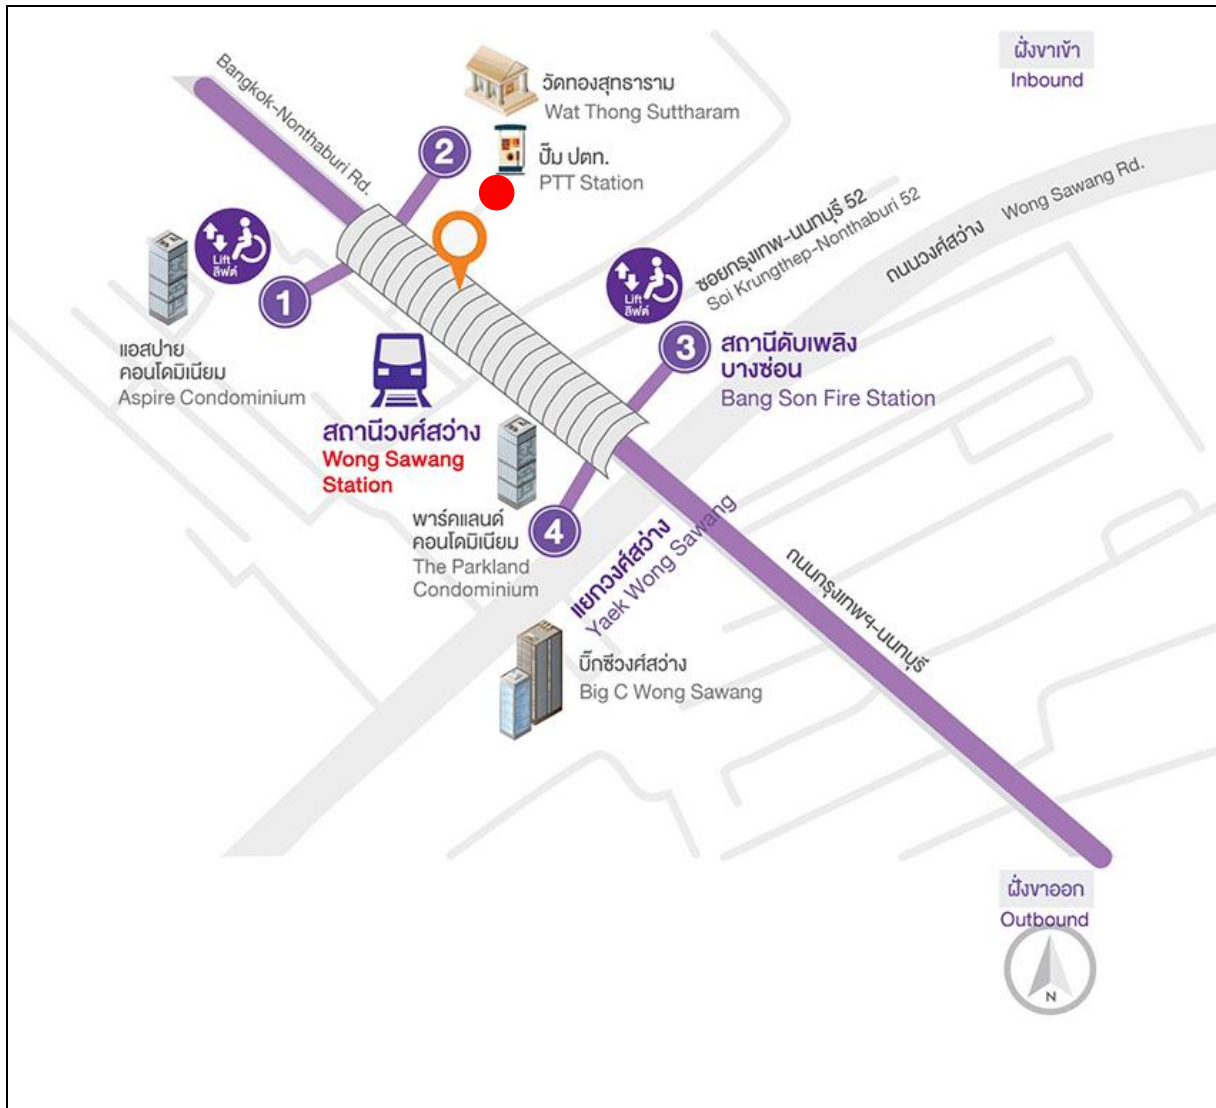 ฝั่งขาเข้า
Inbound
Bangkok-Nonthaburi Rd.
วัดทองสุทธาราม
Wat Thong Suttharam
2
ปั๊ม ปตท.
PTT Station
ซอยกรุงเทพ-นนทบุรี 52
Soi Krungthep-Nonthaburi 52
ถนนวงศ์สว่าง
Wong Sawang Rd.
Lift
ลิฟต์
1
Lift
ลิฟต์
3
สถานีดับเพลิง
บางซ่อน
Bang Son Fire Station
แอสปาย
คอนโดมิเนียม
Aspire Condominium
สถานีวงศ์สว่าง
Wong Sawang
Station
พาร์คแลนด์
คอนโดมิเนียม
The Parkland
Condominium
4
แยกวงศ์สว่าง
Yaek Wong Sawang
ถนนกรุงเทพฯ-นนทบุรี
บิ๊กซีวงศ์สว่าง
Big C Wong Sawang
ฝั่งขาออก
Outbound
N